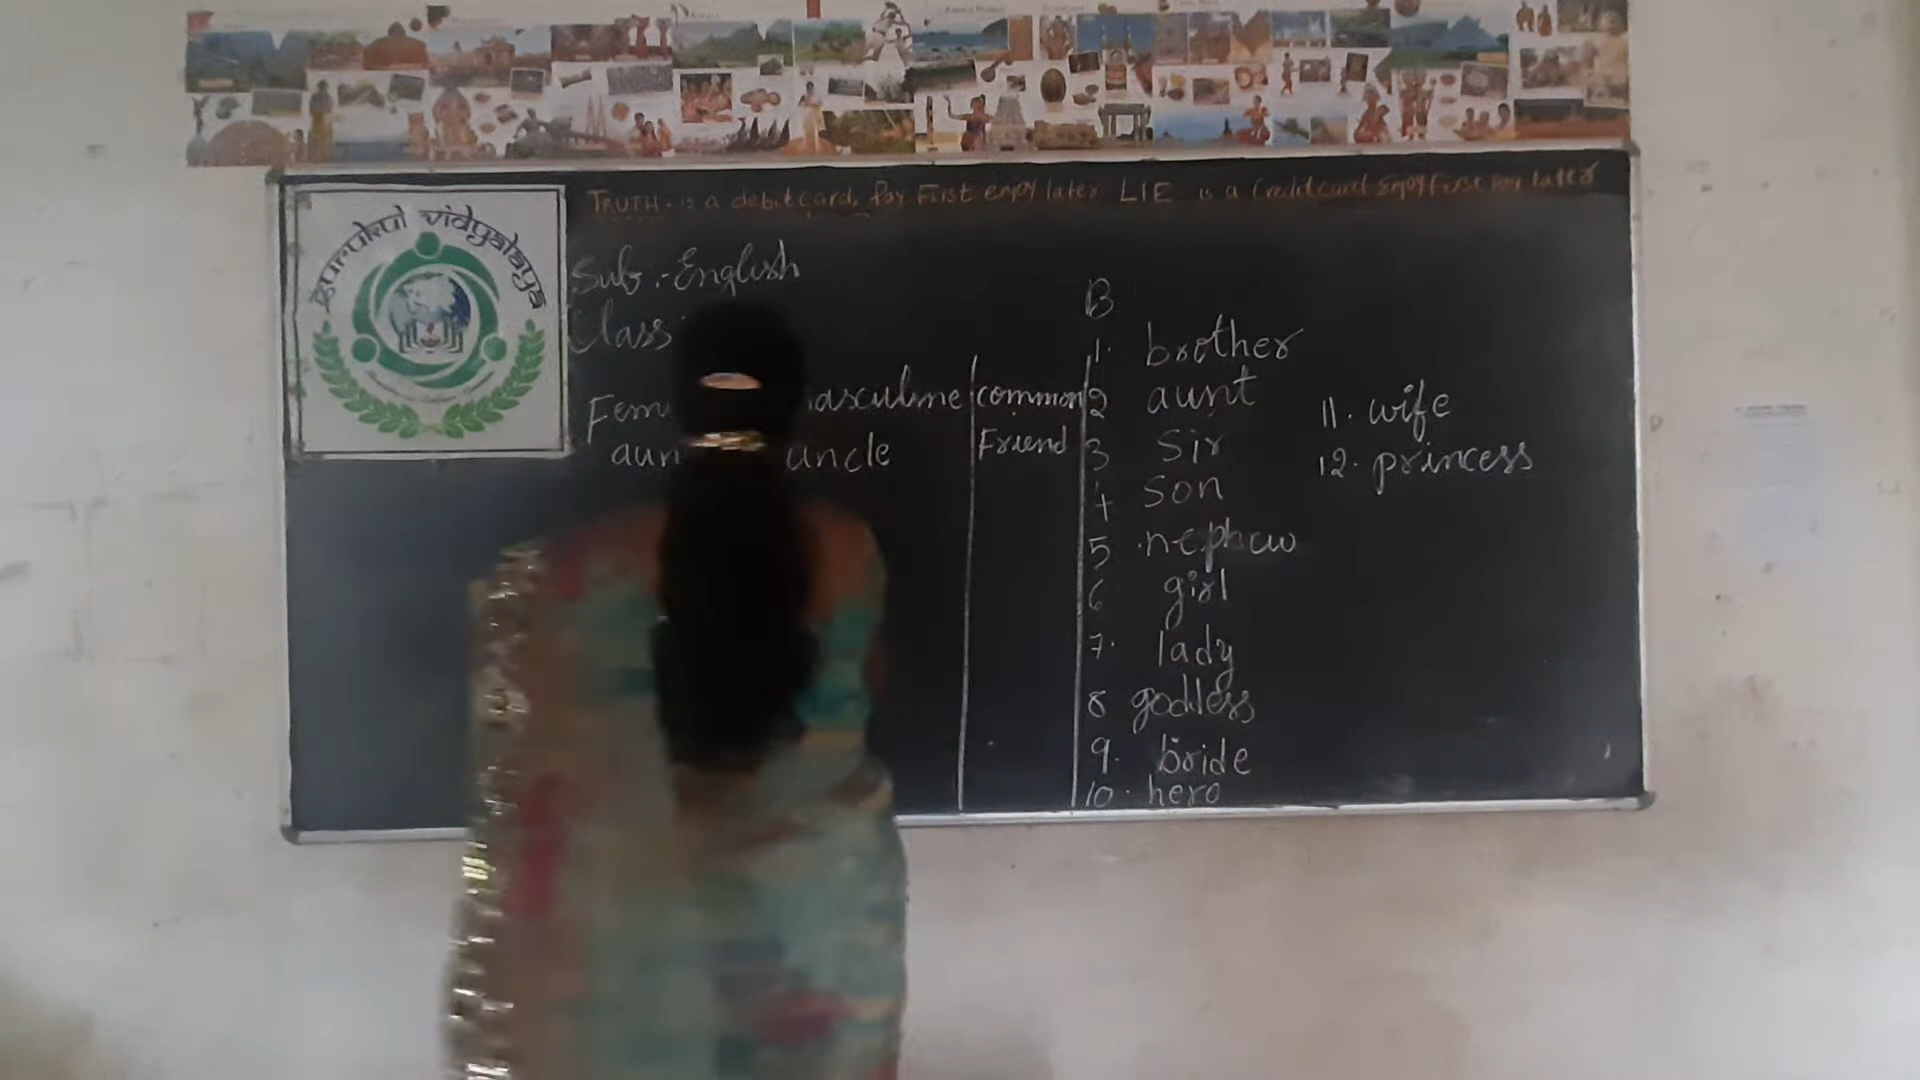 TRUTH - is a debit card, Pay First enjoy later LIE is a Credit card Enjoy First Pay later
gurukul vidyalaya
Sub :- English
Class
common
aun uncle Friend
B
1. brother
2 aunt
3 Sir
4 Son
5 nephew
6 girl
7. lady
8 goddess
9. bride
10. hero
11. wife
12. princess